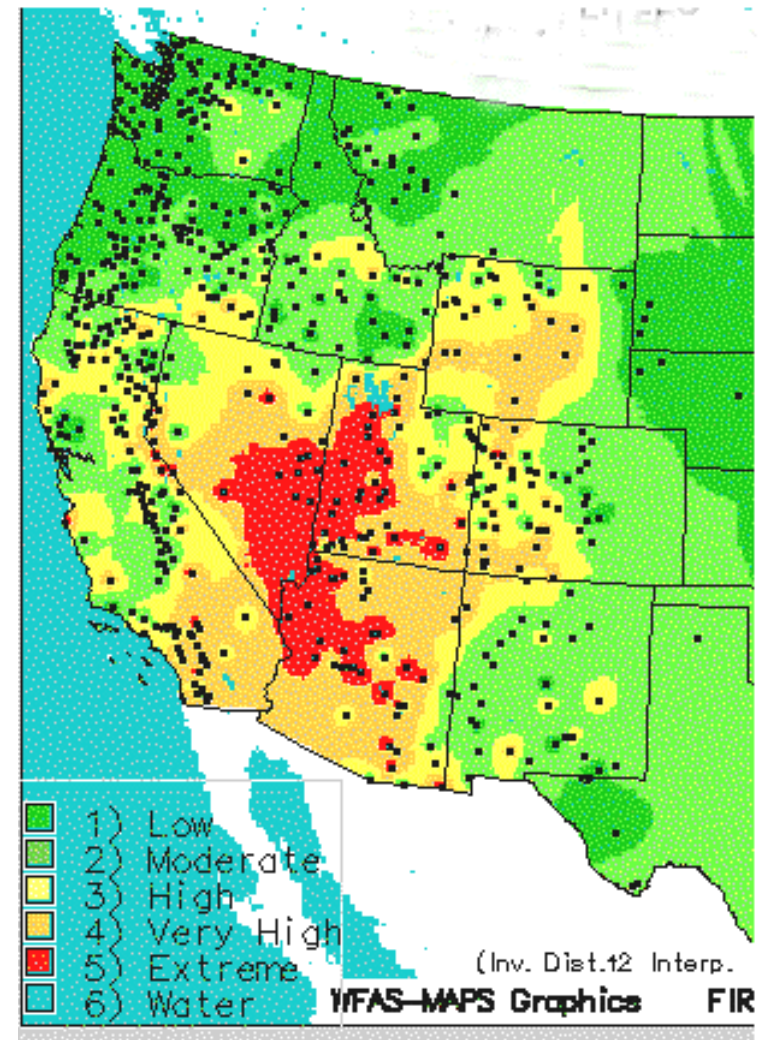 1) Low
2) Moderate
3) High
4) Very High
5) Extreme
6) Water
(Inv. Dist.^2 Interp.
WFAS-MAPS Graphics FIR